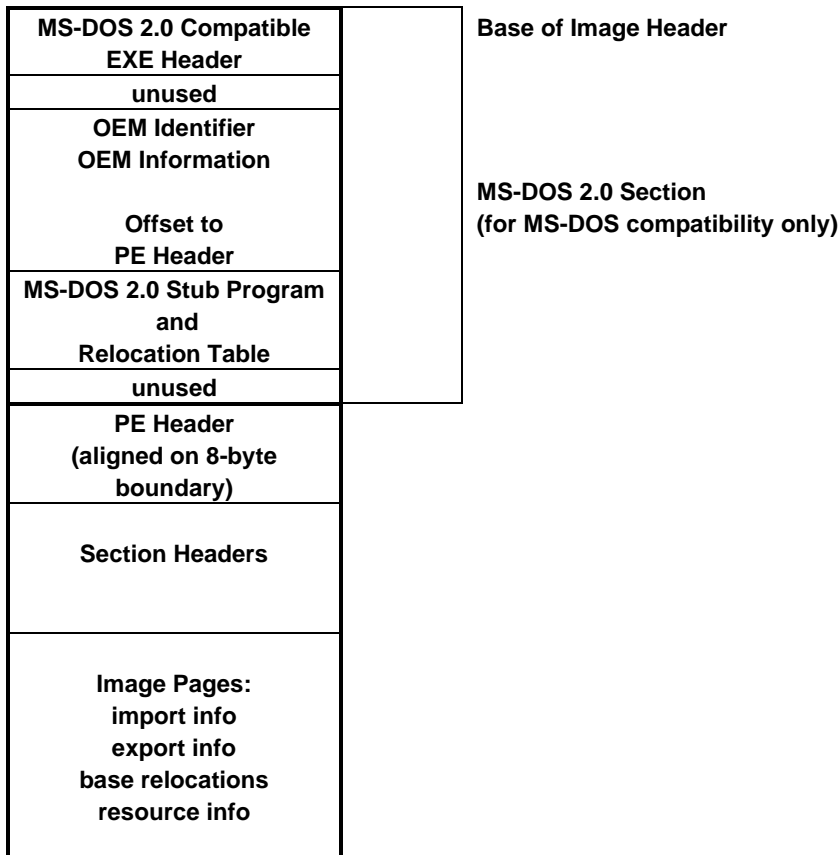 MS-DOS 2.0 Compatible
EXE Header
Base of Image Header
unused
OEM Identifier
OEM Information
Offset to
PE Header
MS-DOS 2.0 Section
(for MS-DOS compatibility only)
MS-DOS 2.0 Stub Program
and
Relocation Table
unused
PE Header
(aligned on 8-byte
boundary)
Section Headers
Image Pages:
import info
export info
base relocations
resource info